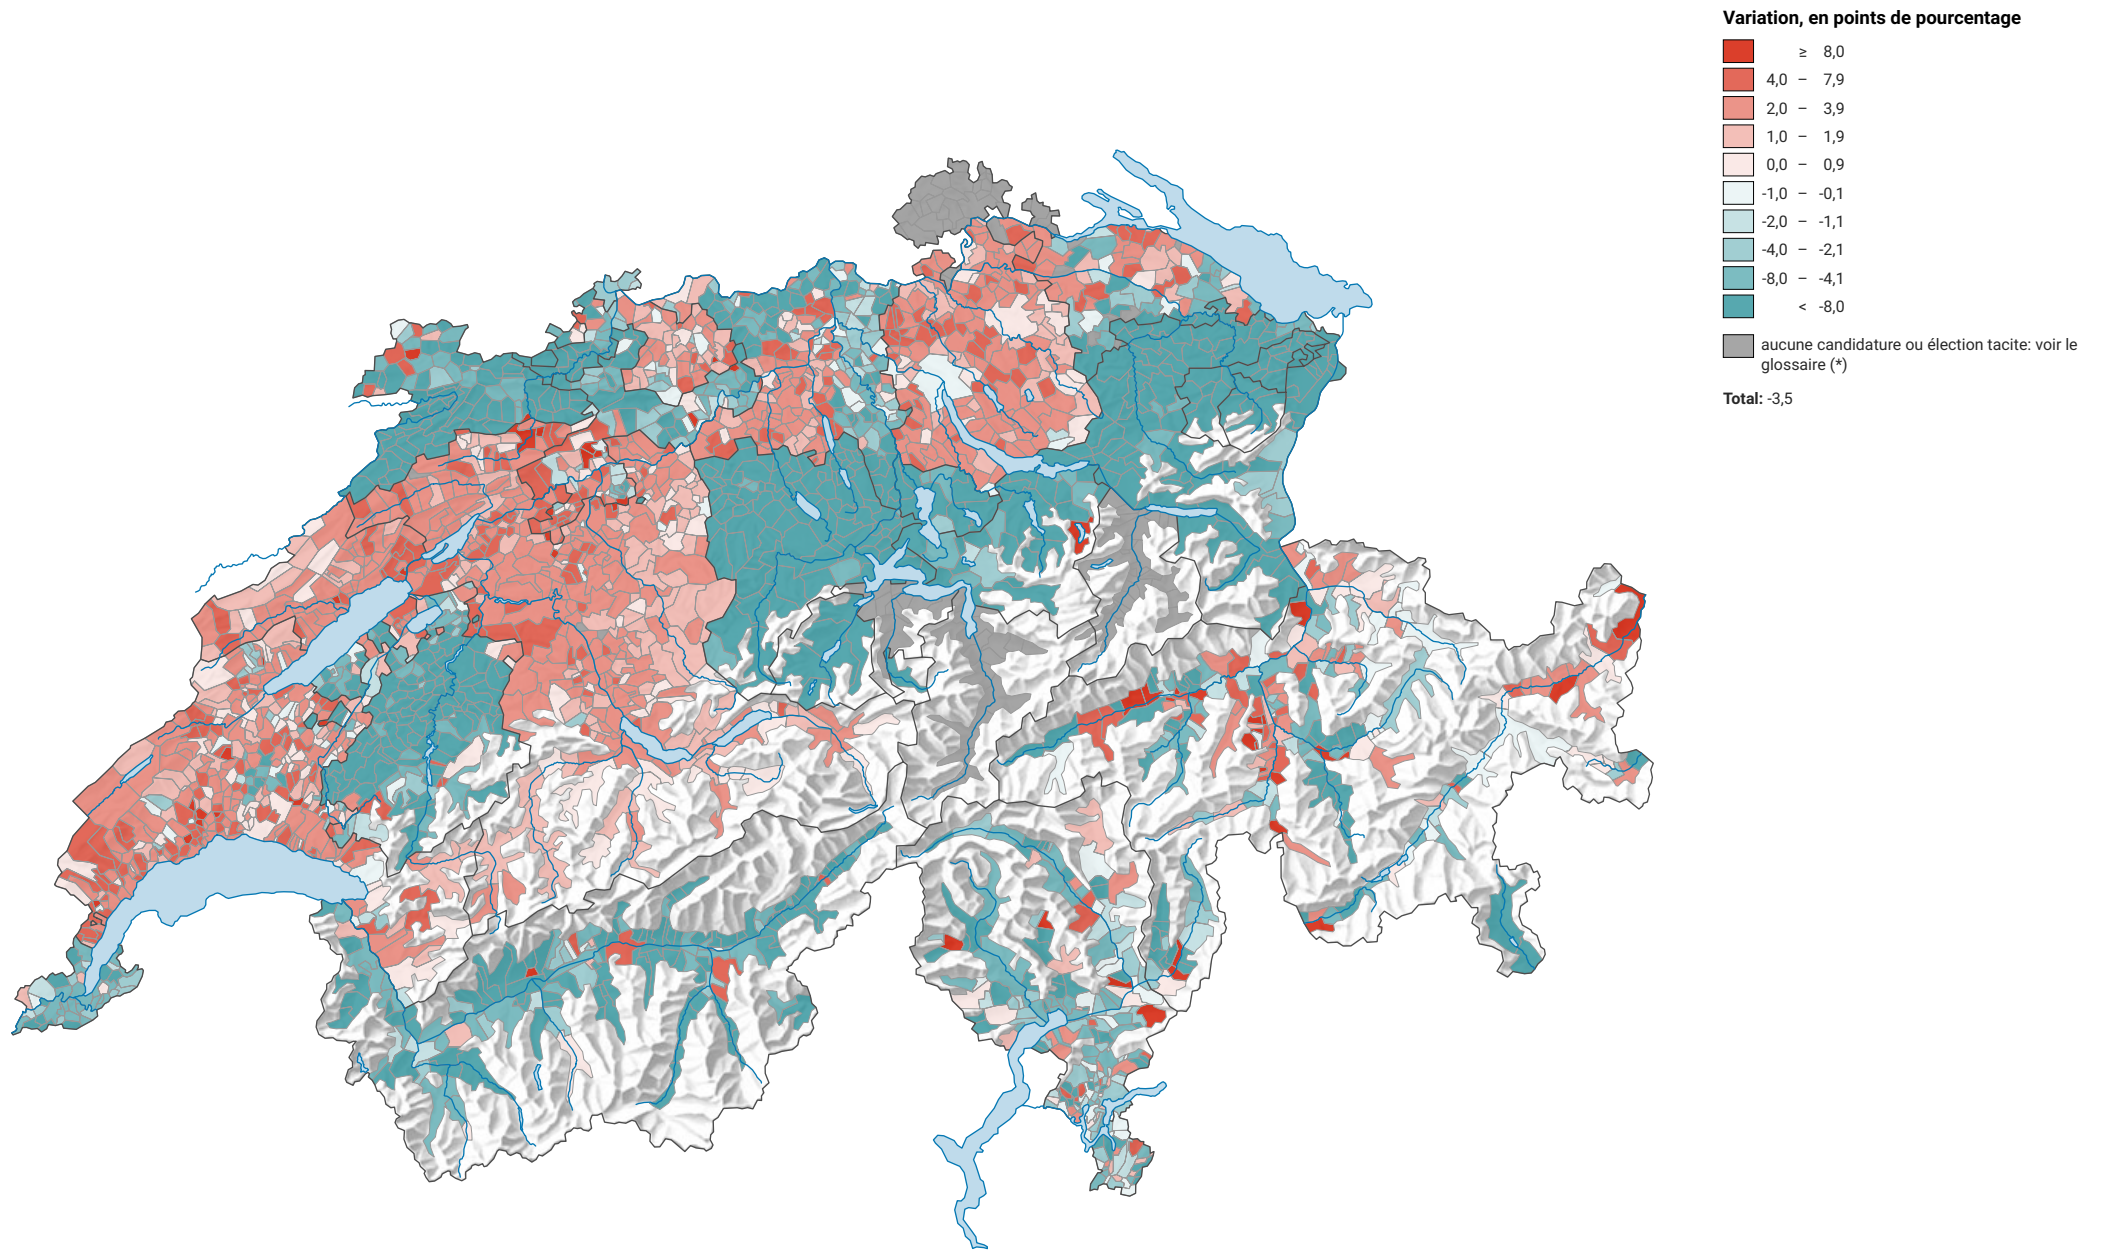 Variation, en points de pourcentage
≥ 8,0
4,0 – 7,9
2,0 – 3,9
1,0 – 1,9
0,0 – 0,9
-1,0 – -0,1
-2,0 – -1,1
-4,0 – -2,1
-8,0 – -4,1
< -8,0
aucune candidature ou élection tacite: voir le
glossaire (*)
Total: -3,5